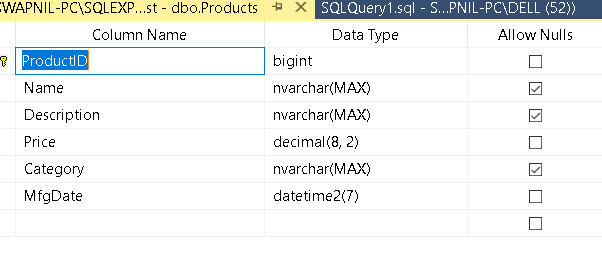 SWAPNIL-PC\SQLEXP...st - dbo.Products SQLQuery1.sql - S...PNIL-PC\DELL (52))
Column Name Data Type Allow Nulls
ProductID bigint
Name nvarchar(MAX)
Description nvarchar(MAX)
Price decimal(8, 2)
Category nvarchar(MAX)
MfgDate datetime2(7)